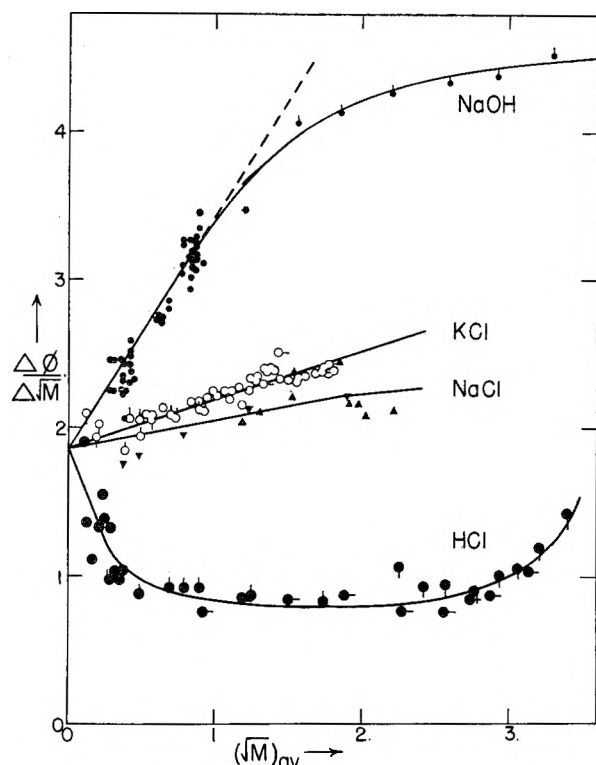 4
3
2
1
0
Δø
Δ√M
NaOH
KCl
NaCl
HCl
0 1 2. 3.
(√M)av